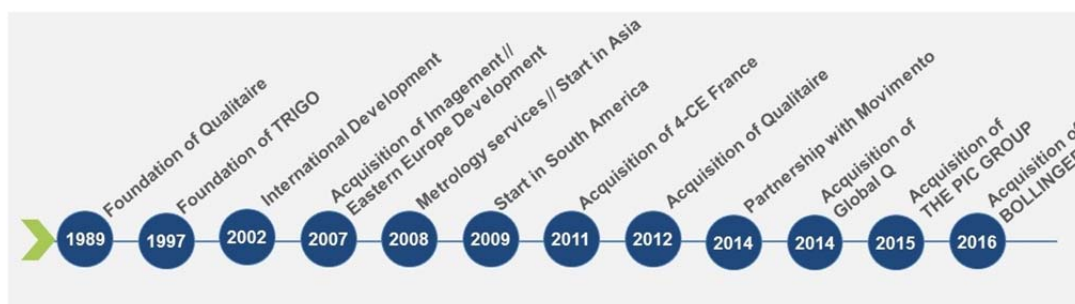 Foundation of Qualitaire
Foundation of TRIGO
International Development
Acquisition of Imagement //
Eastern Europe Development
Metrology services // Start in Asia
Start in South America
Acquisition of 4-CE France
Acquisition of Qualitaire
Partnership with Movimento
Acquisition of
Global Q
Acquisition of
THE PIC GROUP
Acquisition of
BOLLINGER
1989
1997
2002
2007
2008
2009
2011
2012
2014
2014
2015
2016